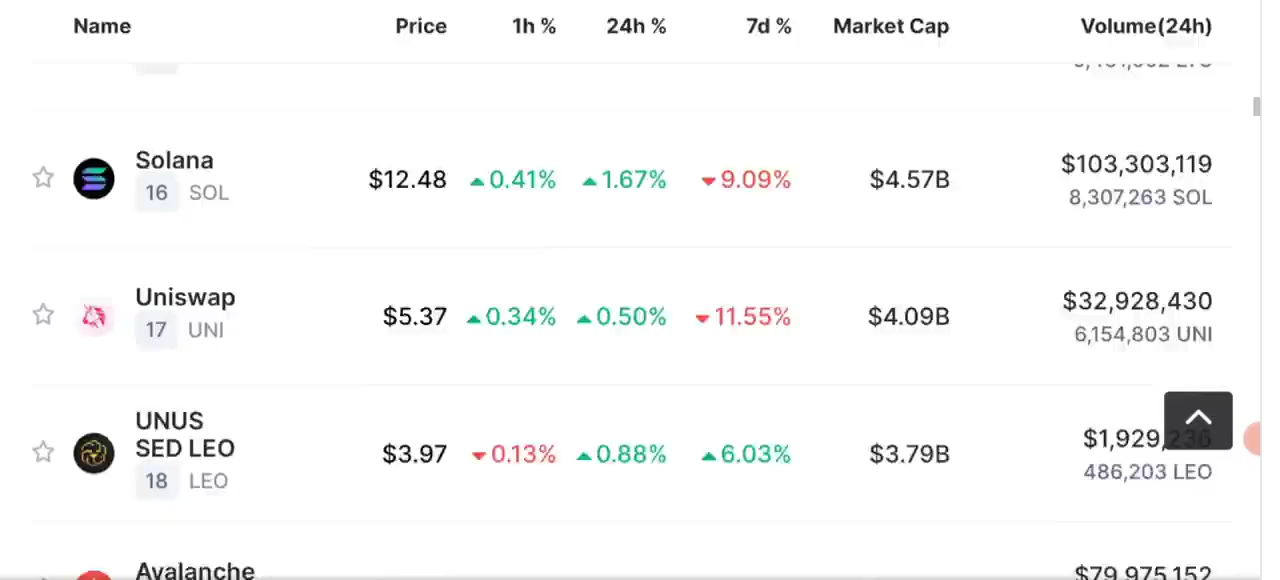 Name Price 1h % 24h % 7d % Market Cap Volume(24h)
Solana
16 SOL
$12.48 0.41% 1.67% 9.09% $4.57B
$103,303,119
8,307,263 SOL
Uniswap
17 UNI
$5.37 0.34% 0.50% 11.55% $4.09B
$32,928,430
6,154,803 UNI
UNUS
SED LEO
18 LEO
$3.97 0.13% 0.88% 6.03% $3.79B
$1,929,236
486,203 LEO
Avalanche
$79,975,152